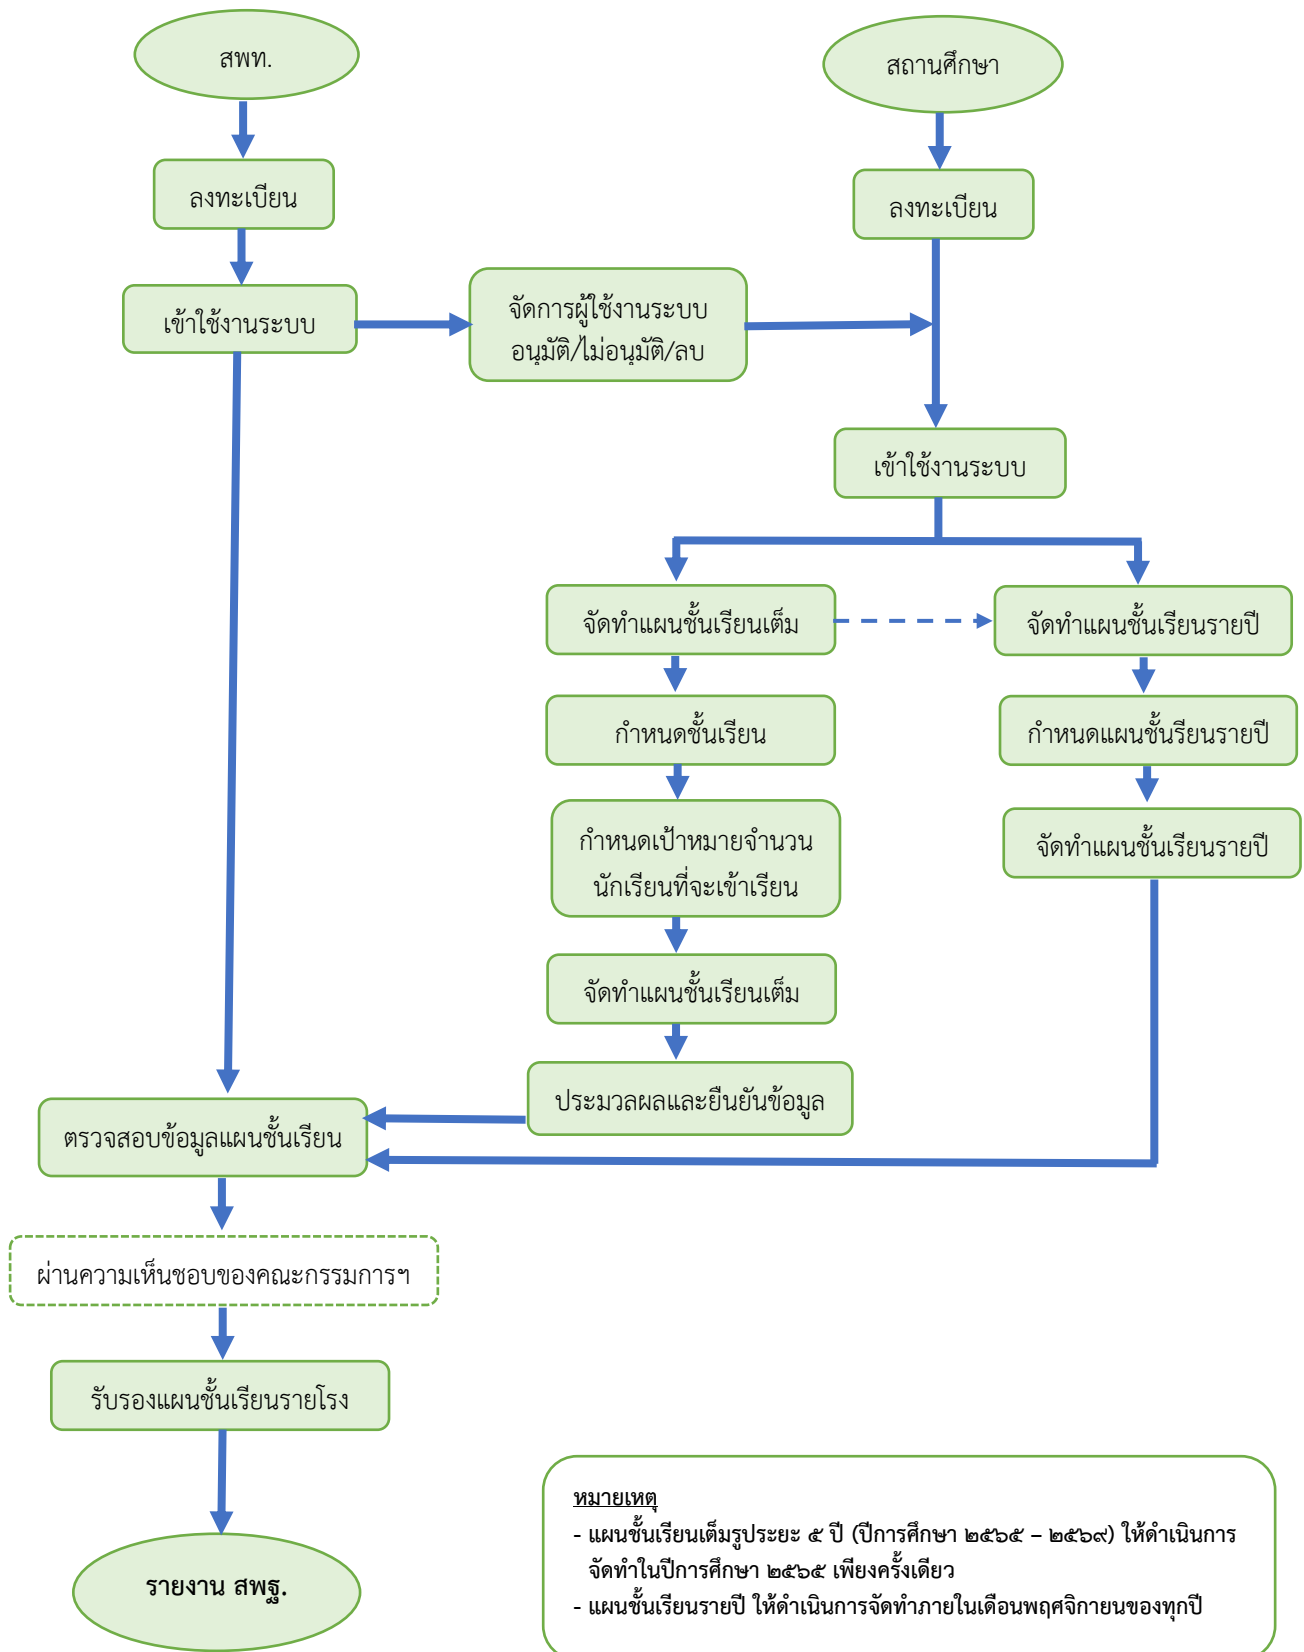 สพท.
สถานศึกษา
ลงทะเบียน
ลงทะเบียน
เข้าใช้งานระบบ
จัดการผู้ใช้งานระบบ
อนุมัติ/ไม่อนุมัติ/ลบ
เข้าใช้งานระบบ
จัดทำแผนชั้นเรียนเต็ม
จัดทำแผนชั้นเรียนรายปี
กำหนดชั้นเรียน
กำหนดแผนชั้นรียนรายปี
กำหนดเป้าหมายจำนวน
นักเรียนที่จะเข้าเรียน
จัดทำแผนชั้นเรียนรายปี
จัดทำแผนชั้นเรียนเต็ม
ประมวลผลและยืนยันข้อมูล
ตรวจสอบข้อมูลแผนชั้นเรียน
ผ่านความเห็นชอบของคณะกรรมการฯ
รับรองแผนชั้นเรียนรายโรง
รายงาน สพฐ.
หมายเหตุ
- แผนชั้นเรียนเต็มรูประยะ ๕ ปี (ปีการศึกษา ๒๕๖๕ – ๒๕๖๙) ให้ดำเนินการ
จัดทำในปีการศึกษา ๒๕๖๕ เพียงครั้งเดียว
- แผนชั้นเรียนรายปี ให้ดำเนินการจัดทำภายในเดือนพฤศจิกายนของทุกปี